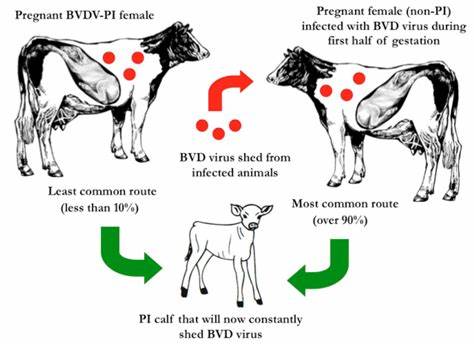 Pregnant BVDV-PI female
Pregnant female (non-PI)
infected with BVD virus during
first half of gestation
BVD virus shed from
infected animals
Least common route
(less than 10%)
Most common route
(over 90%)
PI calf that will now constantly
shed BVD virus